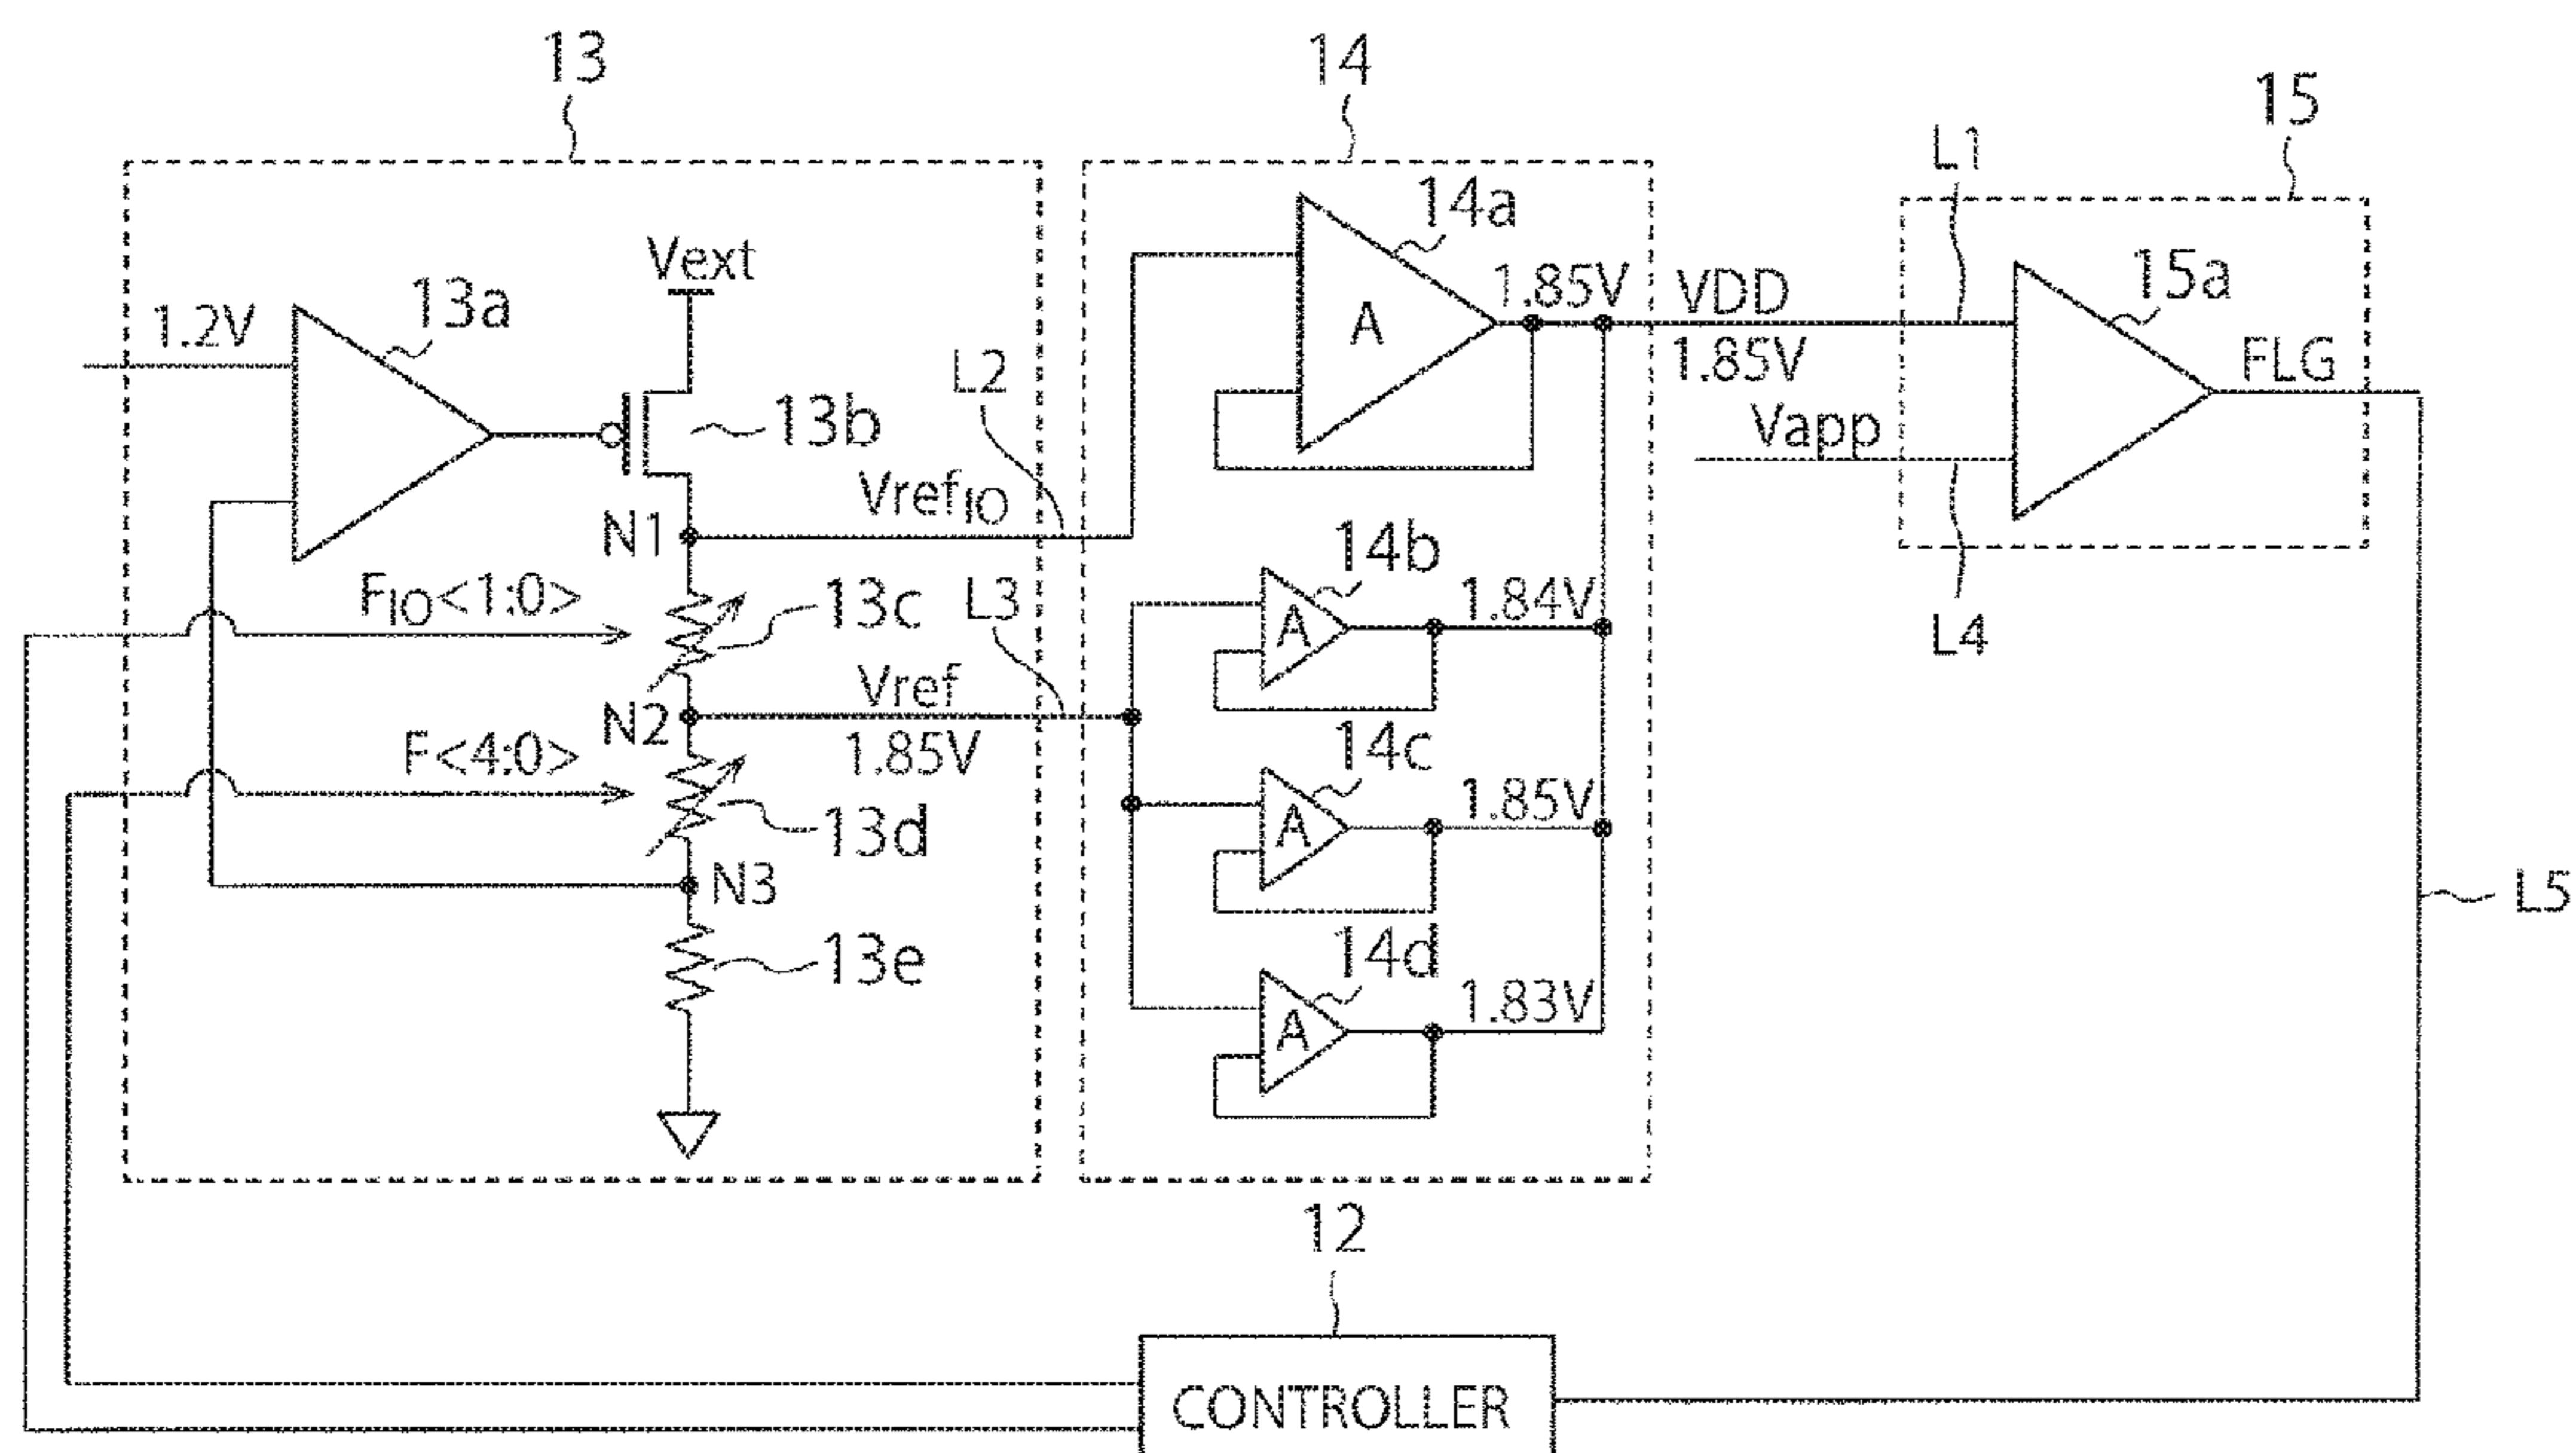 13
14
15
L1
14a
15a
Vext
13a
1.2V
1.85V
VDD
A
FLG
1.85V
L2
13b
Vapp
VrefIO
N1
14b
FIO<1:0>
13c
L3
1.84V
A
L4
Vref
N2
F<4:0>
1.85V
14c
1.85V
A
13d
N3
L5
13e
14d
1.83V
A
12
CONTROLLER